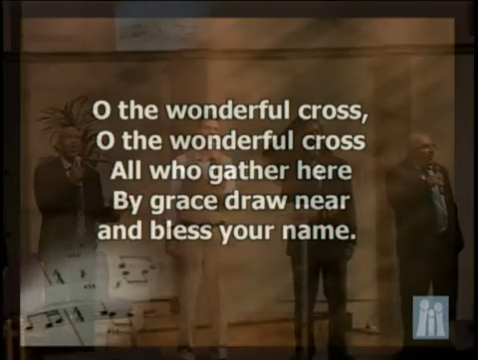 O the wonderful cross,
O the wonderful cross
All who gather here
By grace draw near
and bless your name.